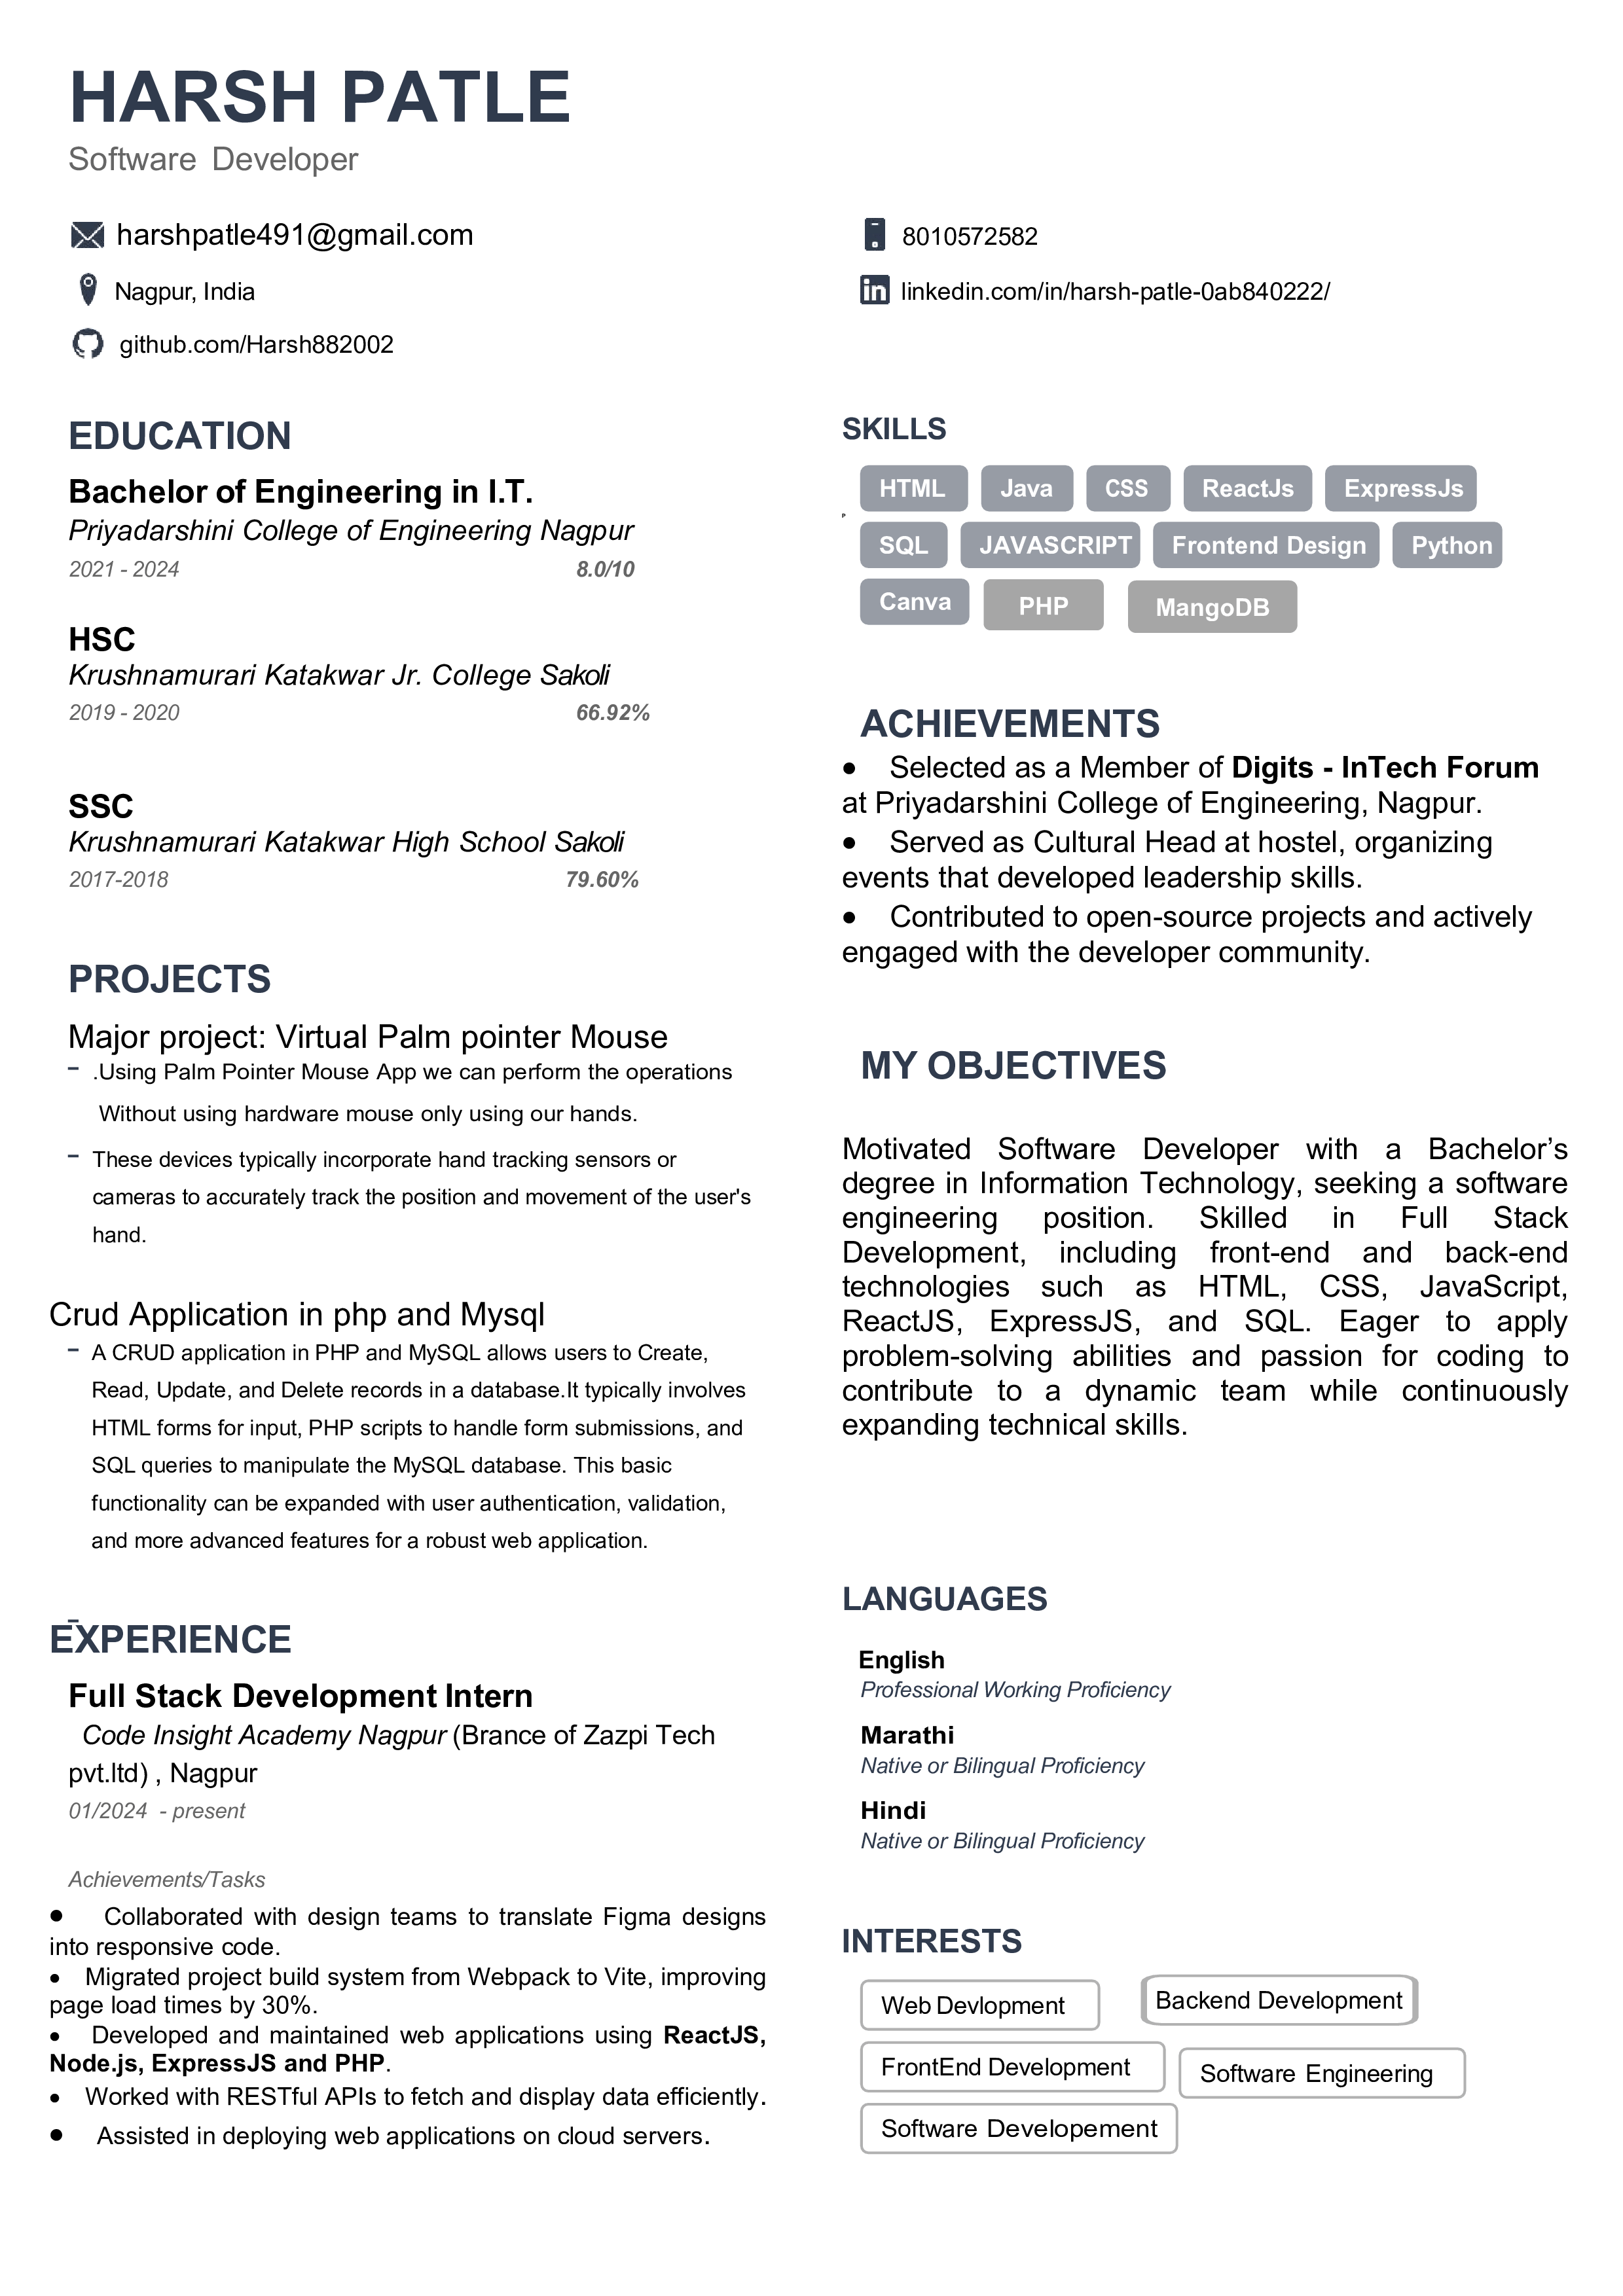 HARSH PATLE
Software Developer
harshpatle491@gmail.com
8010572582
Nagpur, India
linkedin.com/in/harsh-patle-0ab840222/
github.com/Harsh882002
EDUCATION
Bachelor of Engineering in I.T.
Priyadarshini College of Engineering Nagpur
2021 - 2024 8.0/10
HSC
Krushnamurari Katakwar Jr. College Sakoli
2019 - 2020 66.92%
SSC
Krushnamurari Katakwar High School Sakoli
2017-2018 79.60%
PROJECTS
Major project: Virtual Palm pointer Mouse
- .Using Palm Pointer Mouse App we can perform the operations
Without using hardware mouse only using our hands.
- These devices typically incorporate hand tracking sensors or
cameras to accurately track the position and movement of the user's
hand.
Crud Application in php and Mysql
- A CRUD application in PHP and MySQL allows users to Create,
Read, Update, and Delete records in a database.It typically involves
HTML forms for input, PHP scripts to handle form submissions, and
SQL queries to manipulate the MySQL database. This basic
functionality can be expanded with user authentication, validation,
and more advanced features for a robust web application.
-
EXPERIENCE
Full Stack Development Intern
Code Insight Academy Nagpur (Brance of Zazpi Tech
pvt.ltd) , Nagpur
01/2024 - present
Achievements/Tasks
● Collaborated with design teams to translate Figma designs
into responsive code.
● Migrated project build system from Webpack to Vite, improving
page load times by 30%.
● Developed and maintained web applications using ReactJS,
Node.js, ExpressJS and PHP.
● Worked with RESTful APIs to fetch and display data efficiently.
● Assisted in deploying web applications on cloud servers.
SKILLS
HTML Java CSS ReactJs ExpressJs
P
SQL JAVASCRIPT Frontend Design Python
Canva PHP MangoDB
ACHIEVEMENTS
● Selected as a Member of Digits - InTech Forum
at Priyadarshini College of Engineering, Nagpur.
● Served as Cultural Head at hostel, organizing
events that developed leadership skills.
● Contributed to open-source projects and actively
engaged with the developer community.
MY OBJECTIVES
Motivated Software Developer with a Bachelor’s
degree in Information Technology, seeking a software
engineering position. Skilled in Full Stack
Development, including front-end and back-end
technologies such as HTML, CSS, JavaScript,
ReactJS, ExpressJS, and SQL. Eager to apply
problem-solving abilities and passion for coding to
contribute to a dynamic team while continuously
expanding technical skills.
LANGUAGES
English
Professional Working Proficiency
Marathi
Native or Bilingual Proficiency
Hindi
Native or Bilingual Proficiency
INTERESTS
Web Devlopment Backend Development
FrontEnd Development Software Engineering
Software Developement